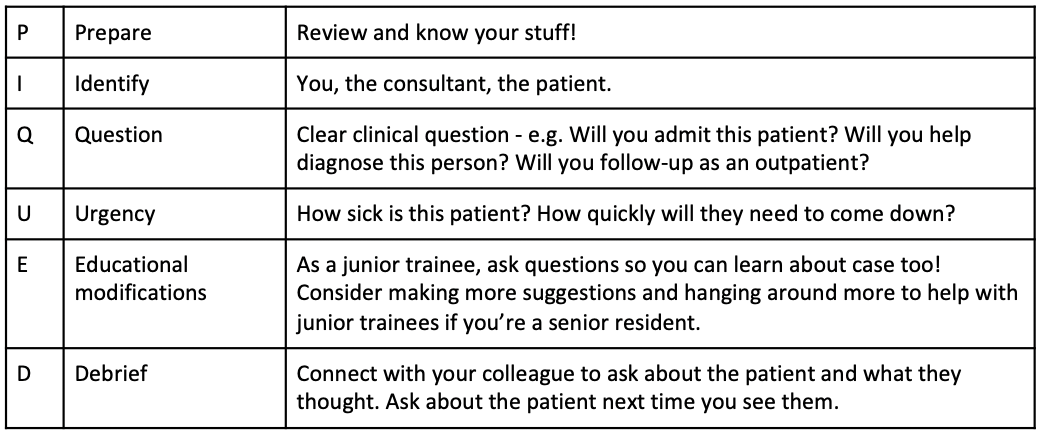 P Prepare Review and know your stuff!
I Identify You, the consultant, the patient.
Q Question Clear clinical question - e.g. Will you admit this patient? Will you help
diagnose this person? Will you follow-up as an outpatient?
U Urgency How sick is this patient? How quickly will they need to come down?
E Educational As a junior trainee, ask questions so you can learn about case too!
modifications Consider making more suggestions and hanging around more to help with
junior trainees if you’re a senior resident.
D Debrief Connect with your colleague to ask about the patient and what they
thought. Ask about the patient next time you see them.